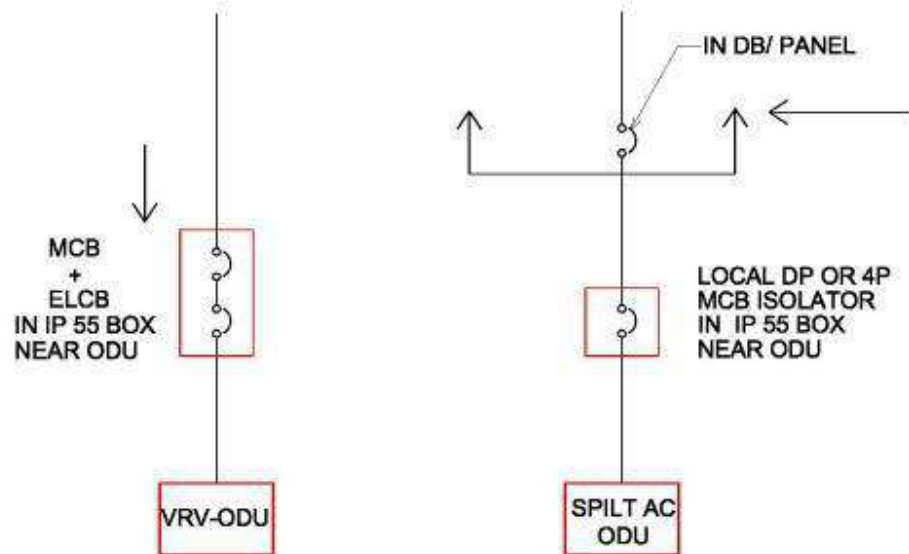 IN DB/ PANEL
MCB
+
ELCB
IN IP 55 BOX
NEAR ODU
LOCAL DP OR 4P
MCB ISOLATOR
IN IP 55 BOX
NEAR ODU
VRV-ODU
SPILT AC
ODU